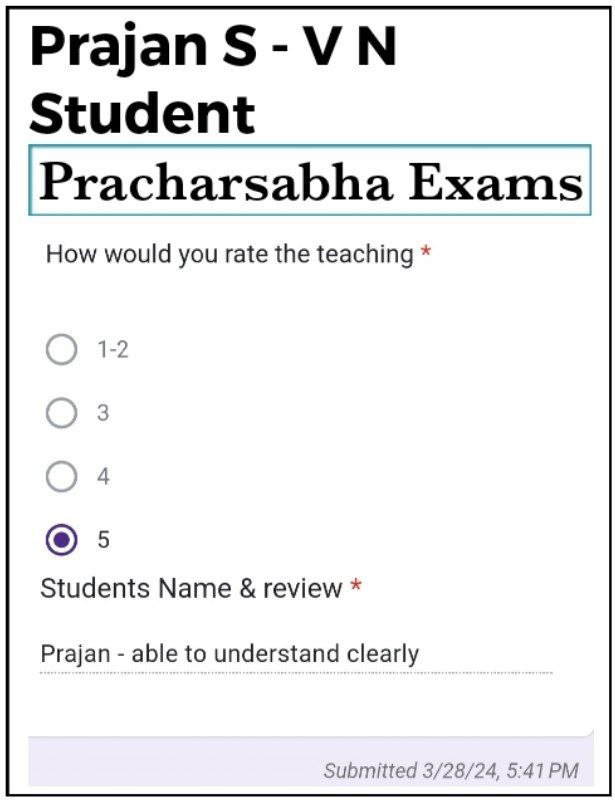 Prajan S - V N
Student
Pracharsabha Exams
How would you rate the teaching *
1-2
3
4
5
Students Name & review *
Prajan - able to understand clearly
Submitted 3/28/24, 5:41 PM